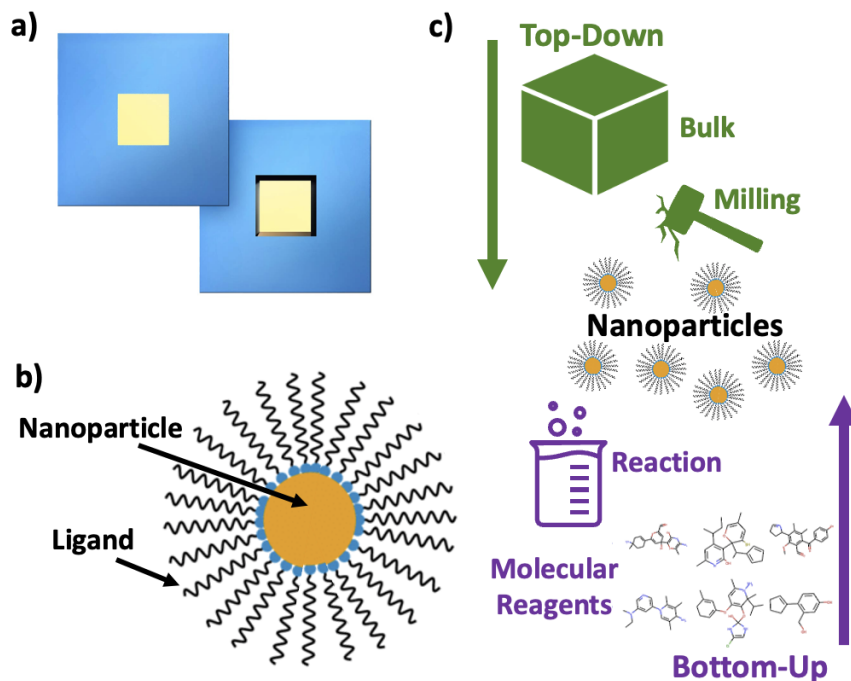 a)
b)
Nanoparticle
Ligand
c)
Top-Down
Bulk
Milling
Nanoparticles
Reaction
Molecular
Reagents
Bottom-Up